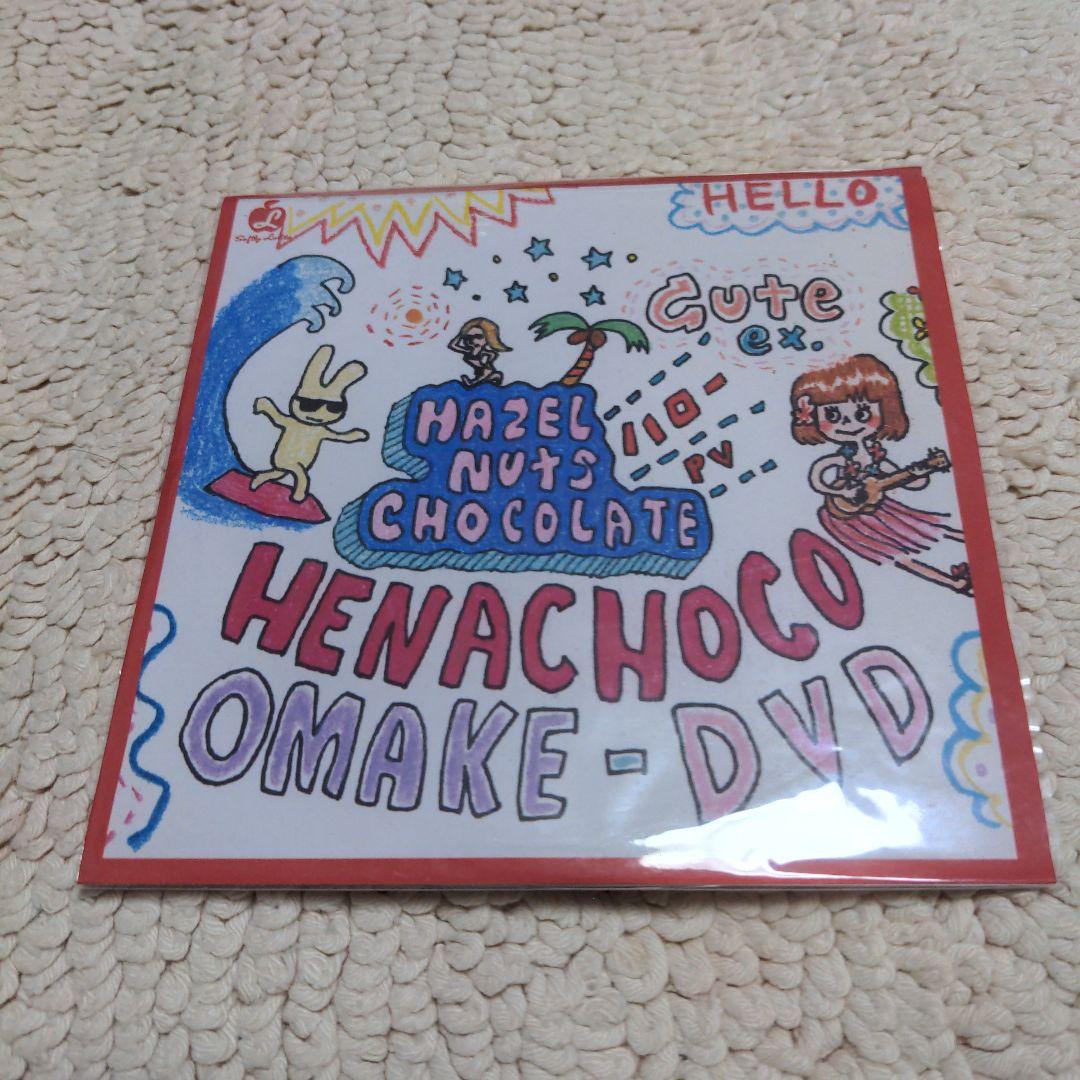 HELLO
Cute
ex.
HAZEL
NUTS
CHOCOLATE
110
PV
HENACHOCO
OMAKE-DVD